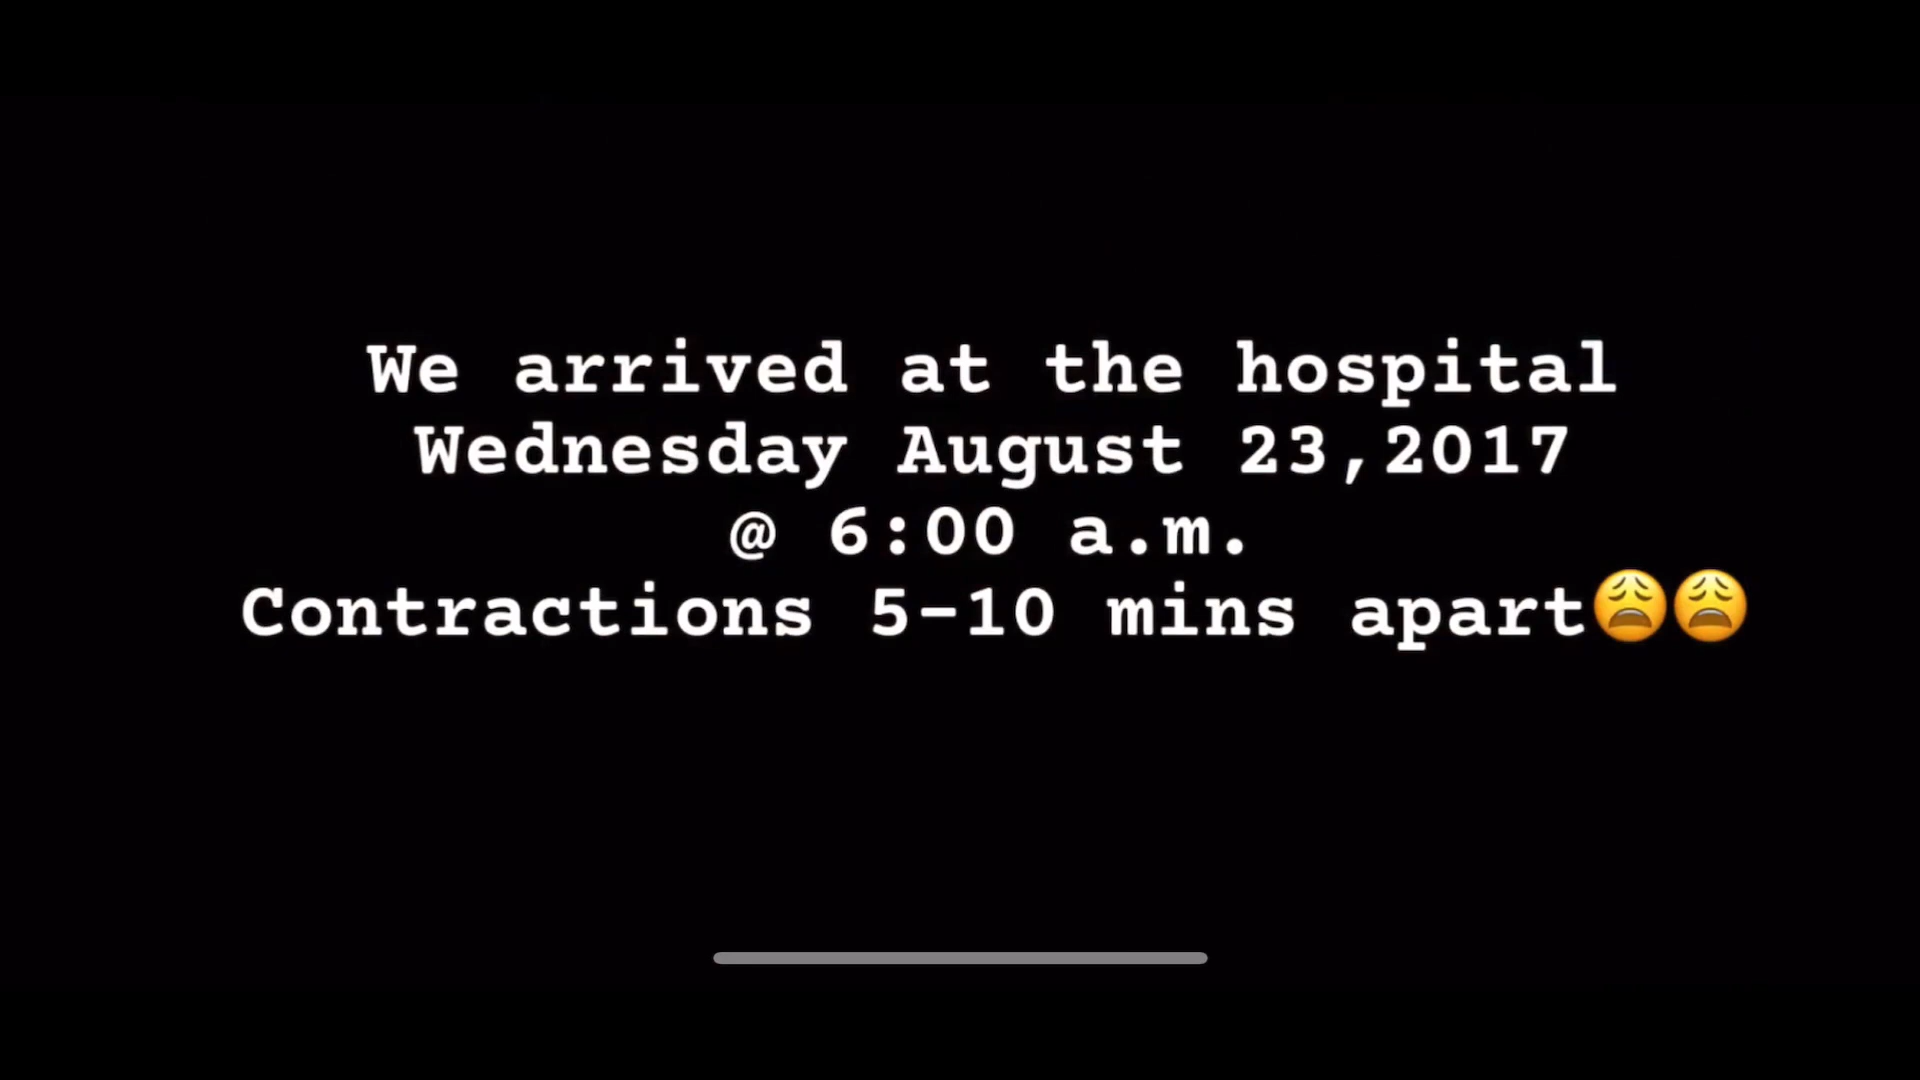 We arrived at the hospital
Wednesday August 23,2017
@ 6:00 a.m.
Contractions 5-10 mins apart😩😩